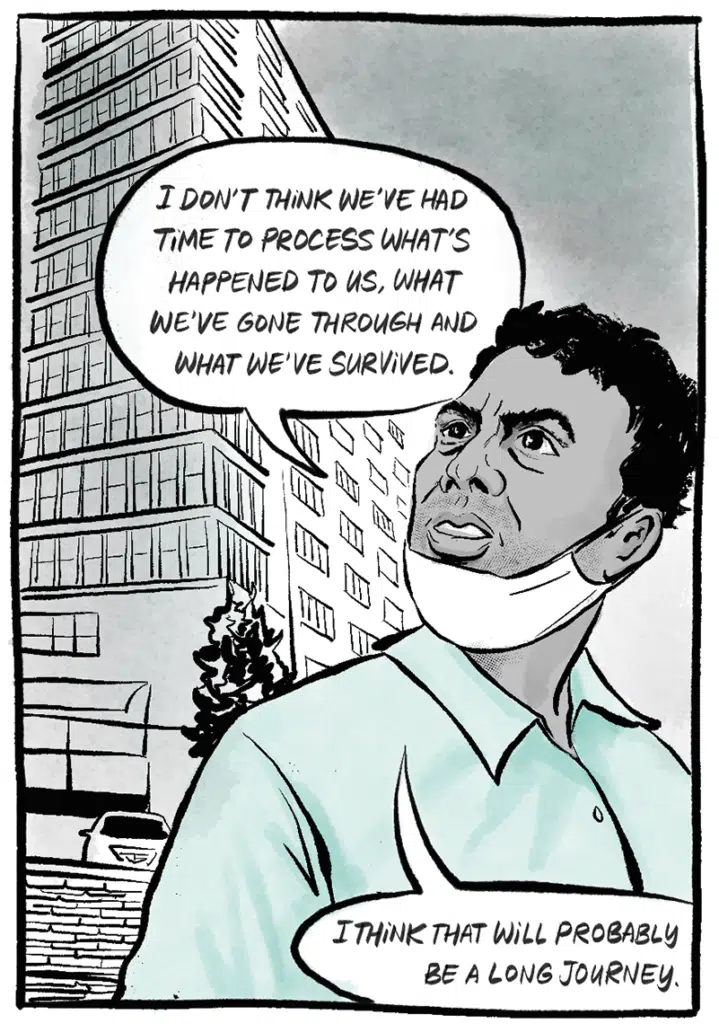 I DON'T THINK WE'VE HAD
TIME TO PROCESS WHAT'S
HAPPENED TO US, WHAT
WE'VE GONE THROUGH AND
WHAT WE'VE SURVIVED.
I THINK THAT WILL PROBABLY
BE A LONG JOURNEY.